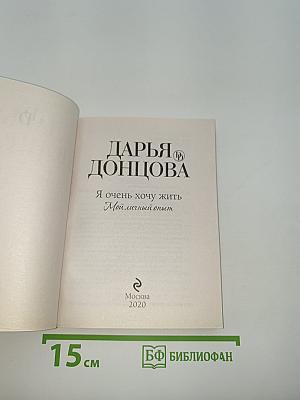 ДАРЬЯ
ДОНЦОВА
Я очень хочу жить
Мой личный опыт
Москва
2020
15 см
БФ БИБЛИОФАН